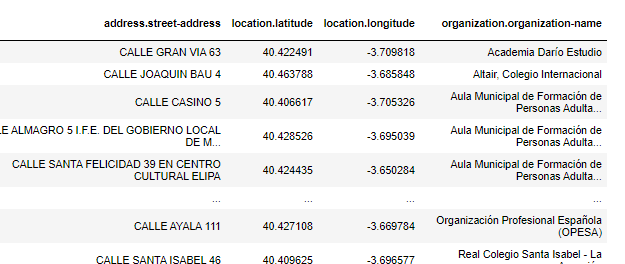 address.street-address location.latitude location.longitude organization.organization-name
CALLE GRAN VIA 63 40.422491 -3.709818 Academia Darío Estudio
CALLE JOAQUIN BAU 4 40.463788 -3.685848 Altair, Colegio Internacional
CALLE CASINO 5 40.406617 -3.705326 Aula Municipal de Formación de
Personas Adulta...
ALMAGRO 5 I.F.E. DEL GOBIERNO LOCAL
DE M... 40.428526 -3.695039 Aula Municipal de Formación de
Personas Adulta...
CALLE SANTA FELICIDAD 39 EN CENTRO
CULTURAL ELIPA 40.424435 -3.650284 Aula Municipal de Formación de
Personas Adulta...
... ... ... ...
CALLE AYALA 111 40.427108 -3.669784 Organización Profesional Española
(OPESA)
CALLE SANTA ISABEL 46 40.409625 -3.696577 Real Colegio Santa Isabel - La